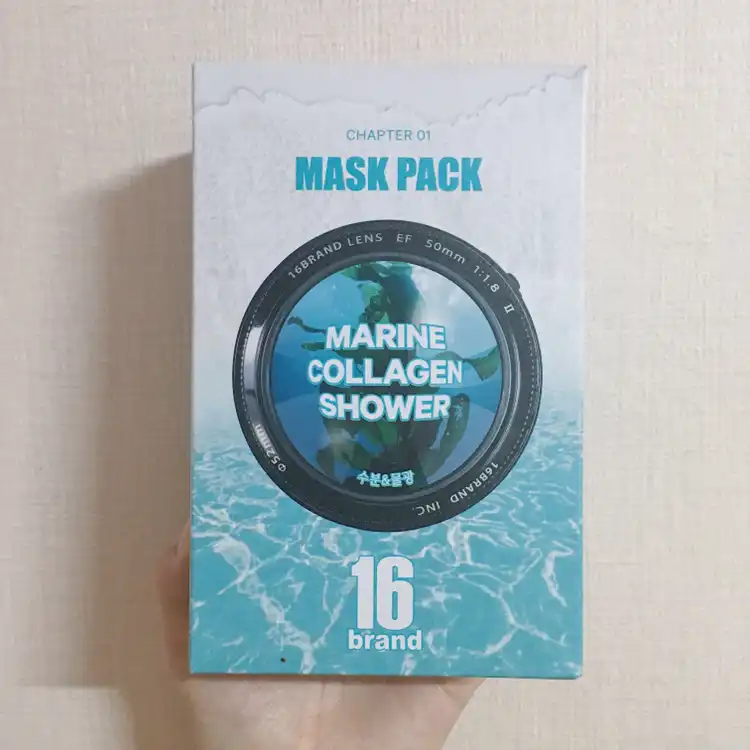 CHAPTER 01
MASK PACK
16BRAND LENS EF 50mm 1:1.8 II
MARINE
COLLAGEN
SHOWER
수분&물광
Φ52mm
16BRAND INC.
16
brand